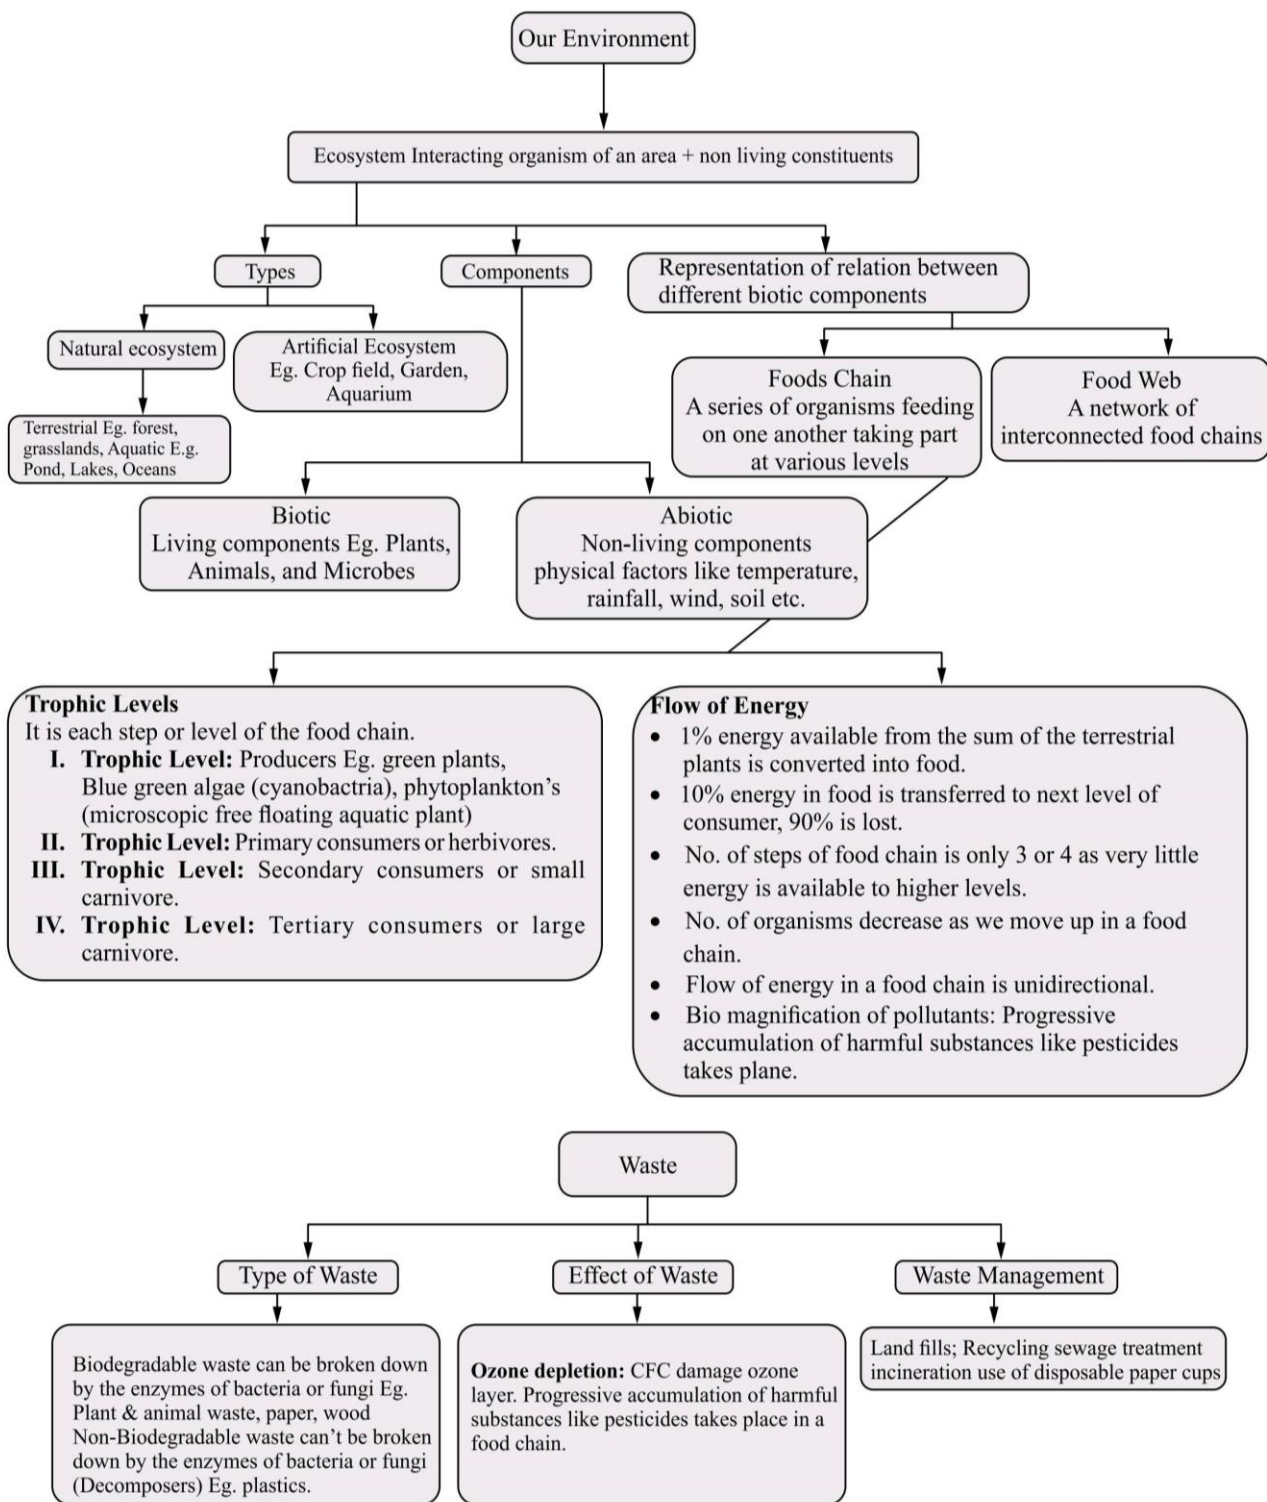 Our Environment
Ecosystem Interacting organism of an area + non living constituents
Types
Components
Representation of relation between
different biotic components
Natural ecosystem
Artificial Ecosystem
Eg. Crop field, Garden,
Aquarium
Foods Chain
A series of organisms feeding
on one another taking part
at various levels
Food Web
A network of
interconnected food chains
Terrestrial Eg. forest,
grasslands, Aquatic E.g.
Pond, Lakes, Oceans
Biotic
Living components Eg. Plants,
Animals, and Microbes
Abiotic
Non-living components
physical factors like temperature,
rainfall, wind, soil etc.
Trophic Levels
It is each step or level of the food chain.
I. Trophic Level: Producers Eg. green plants,
Blue green algae (cyanobactria), phytoplankton's
(microscopic free floating aquatic plant)
II. Trophic Level: Primary consumers or herbivores.
III. Trophic Level: Secondary consumers or small
carnivore.
IV. Trophic Level: Tertiary consumers or large
carnivore.
Flow of Energy
• 1% energy available from the sum of the terrestrial
plants is converted into food.
• 10% energy in food is transferred to next level of
consumer, 90% is lost.
• No. of steps of food chain is only 3 or 4 as very little
energy is available to higher levels.
• No. of organisms decrease as we move up in a food
chain.
• Flow of energy in a food chain is unidirectional.
• Bio magnification of pollutants: Progressive
accumulation of harmful substances like pesticides
takes plane.
Waste
Type of Waste
Effect of Waste
Waste Management
Biodegradable waste can be broken down
by the enzymes of bacteria or fungi Eg.
Plant & animal waste, paper, wood
Non-Biodegradable waste can't be broken
down by the enzymes of bacteria or fungi
(Decomposers) Eg. plastics.
Ozone depletion: CFC damage ozone
layer. Progressive accumulation of harmful
substances like pesticides takes place in a
food chain.
Land fills; Recycling sewage treatment
incineration use of disposable paper cups